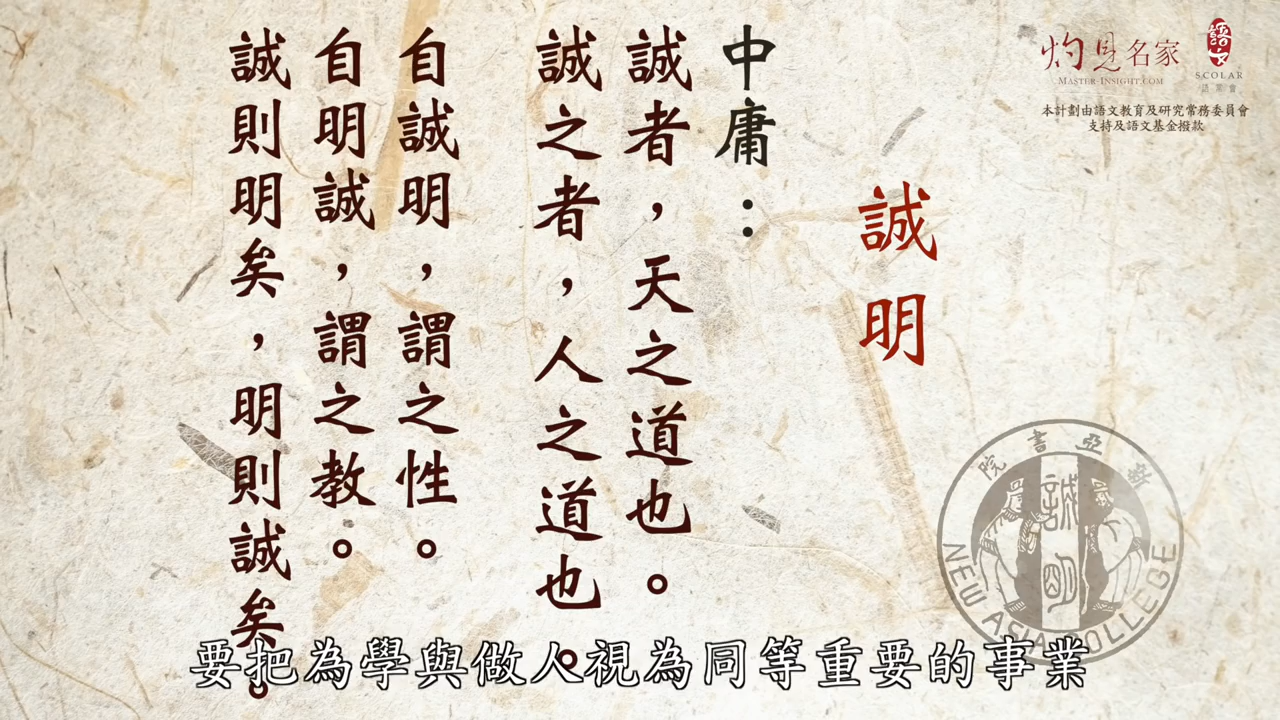 灼見名家
MASTER-INSIGHT.COM
語文
SCOLAR
語常會
本計劃由語文教育及研究常務委員會
支持及語文基金撥款
誠明
中庸：
誠者，天之道也。
誠之者，人之道也。
自誠明，謂之性。
自明誠，謂之教。
誠則明矣，明則誠矣。
新亞書院
誠明
NEW ASIA COLLEGE
要把為學與做人視為同等重要的事業